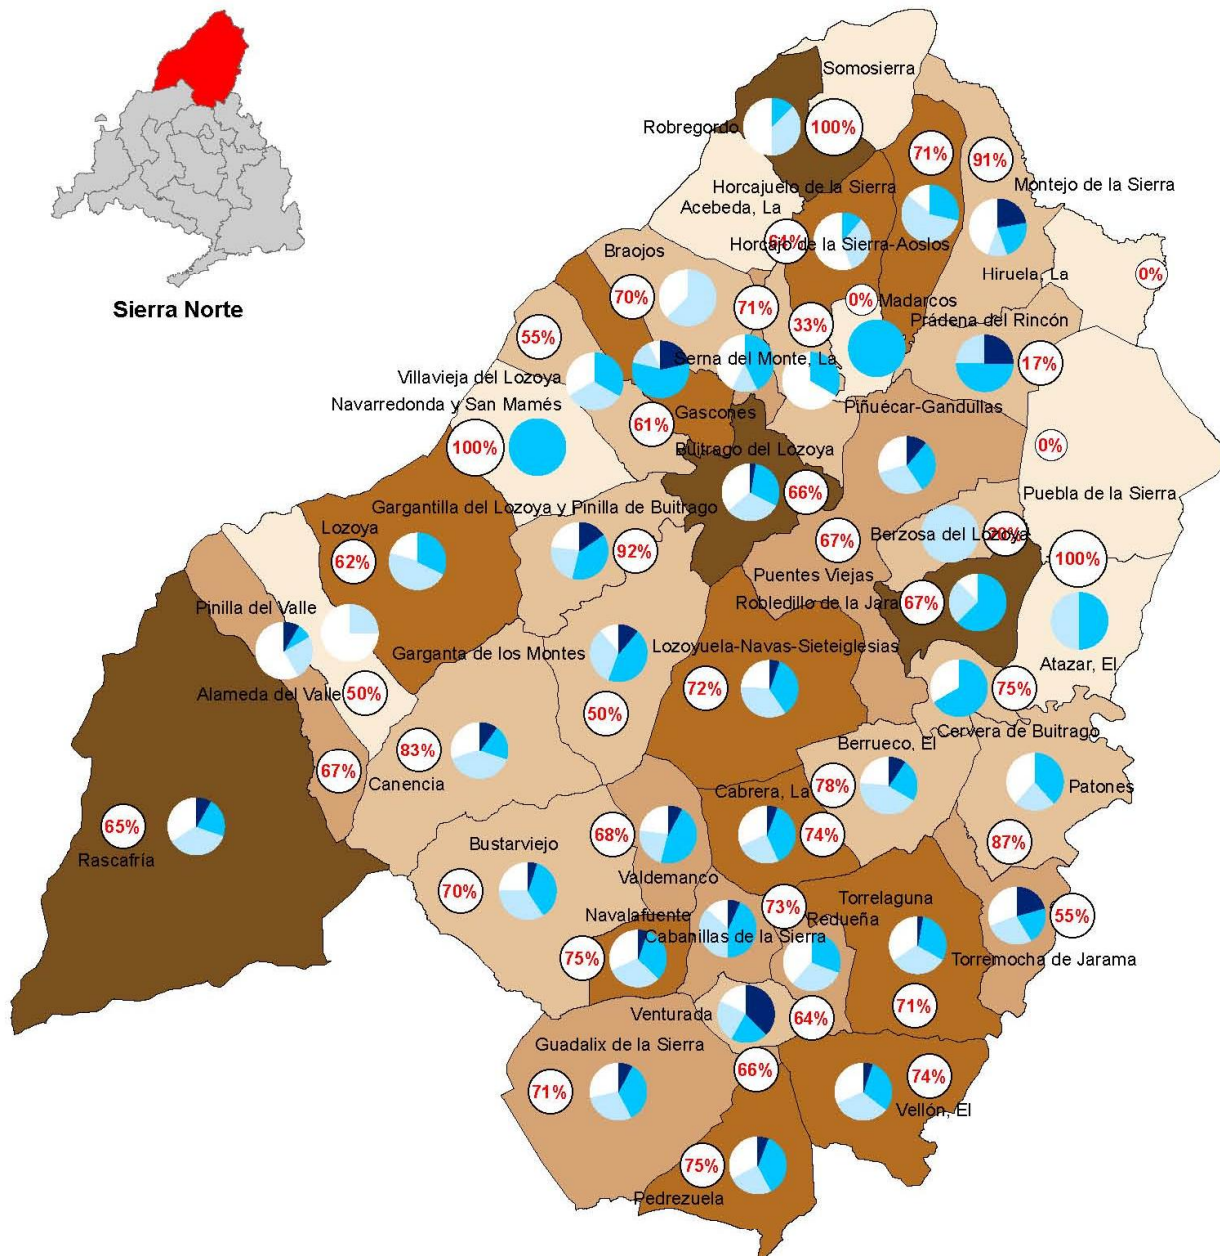 Somosierra
Robregordo
100%
71%
91%
Horcajuelo de la Sierra
Montejo de la Sierra
Acebeda, La
64%
Horcajo de la Sierra-Aoslos
Braojos
Hiruela, La
0%
Sierra Norte
70%
71%
0%
Madarcos
33%
Prádena del Rincón
55%
Serna del Monte, La
17%
Villavieja del Lozoya
Navarredonda y San Mamés
Gascones
Piñuécar-Gandullas
61%
100%
Buitrago del Lozoya
0%
66%
Puebla de la Sierra
Gargantilla del Lozoya y Pinilla de Buitrago
Lozoya
62%
92%
67%
Berzosa del Lozoya
20%
100%
Puentes Viejas
Robledillo de la Jara
67%
Pinilla del Valle
Garganta de los Montes
Lozoyuela-Navas-Sieteiglesias
Atazar, El
Alameda del Valle
50%
50%
72%
75%
Cervera de Buitrago
83%
Berrueco, El
67%
Canencia
78%
Patones
Cabrera, La
65%
68%
74%
87%
Rascafría
Bustarviejo
Valdemanco
70%
Torrelaguna
73%
Navalafuente
Redueña
55%
Cabanillas de la Sierra
75%
Torremocha de Jarama
Venturada
64%
71%
Guadalix de la Sierra
66%
74%
71%
Vellón, El
75%
Pedrezuela